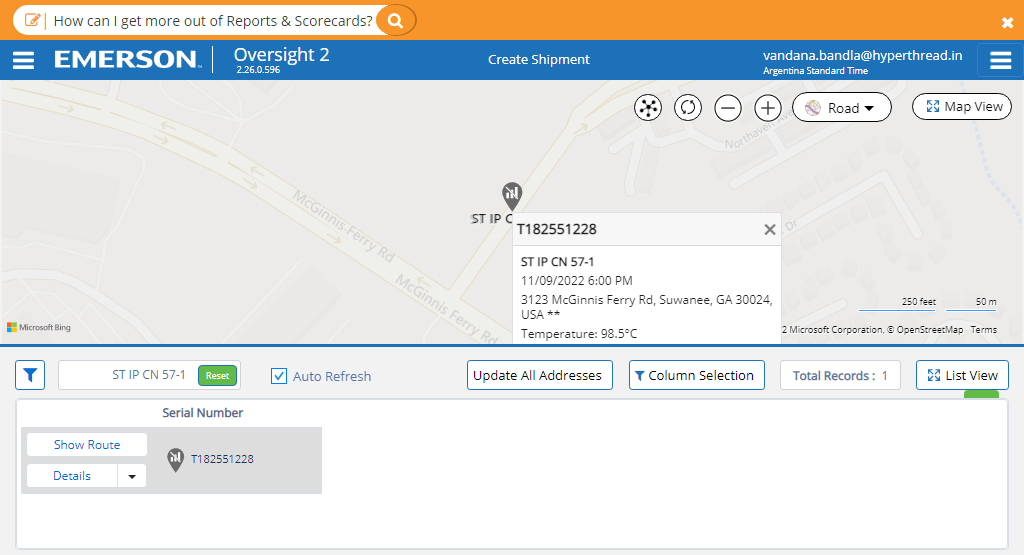 How can I get more out of Reports & Scorecards?
EMERSON
Oversight 2
2.26.0.596
Create Shipment
vandana.bandla@hyperthread.in
Argentina Standard Time
Road
Map View
Northaven
McGinnis-Ferry Rd
McGinnis Ferry Rd
Dr
ST IP C
T182551228
ST IP CN 57-1
11/09/2022 6:00 PM
3123 McGinnis Ferry Rd, Suwanee, GA 30024,
USA **
Temperature: 98.5°C
250 feet
50 m
Microsoft Bing
2 Microsoft Corporation, © OpenStreetMap Terms
ST IP CN 57-1
Reset
Auto Refresh
Update All Addresses
Column Selection
Total Records : 1
List View
Serial Number
Show Route
Details
T182551228